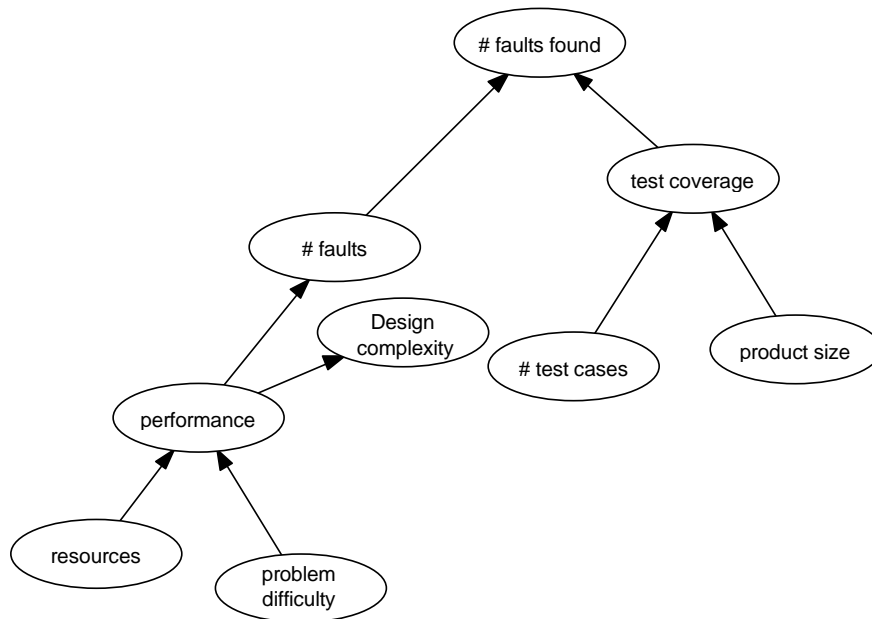 # faults found
test coverage
# faults
Design
complexity
product size
# test cases
performance
resources
problem
difficulty